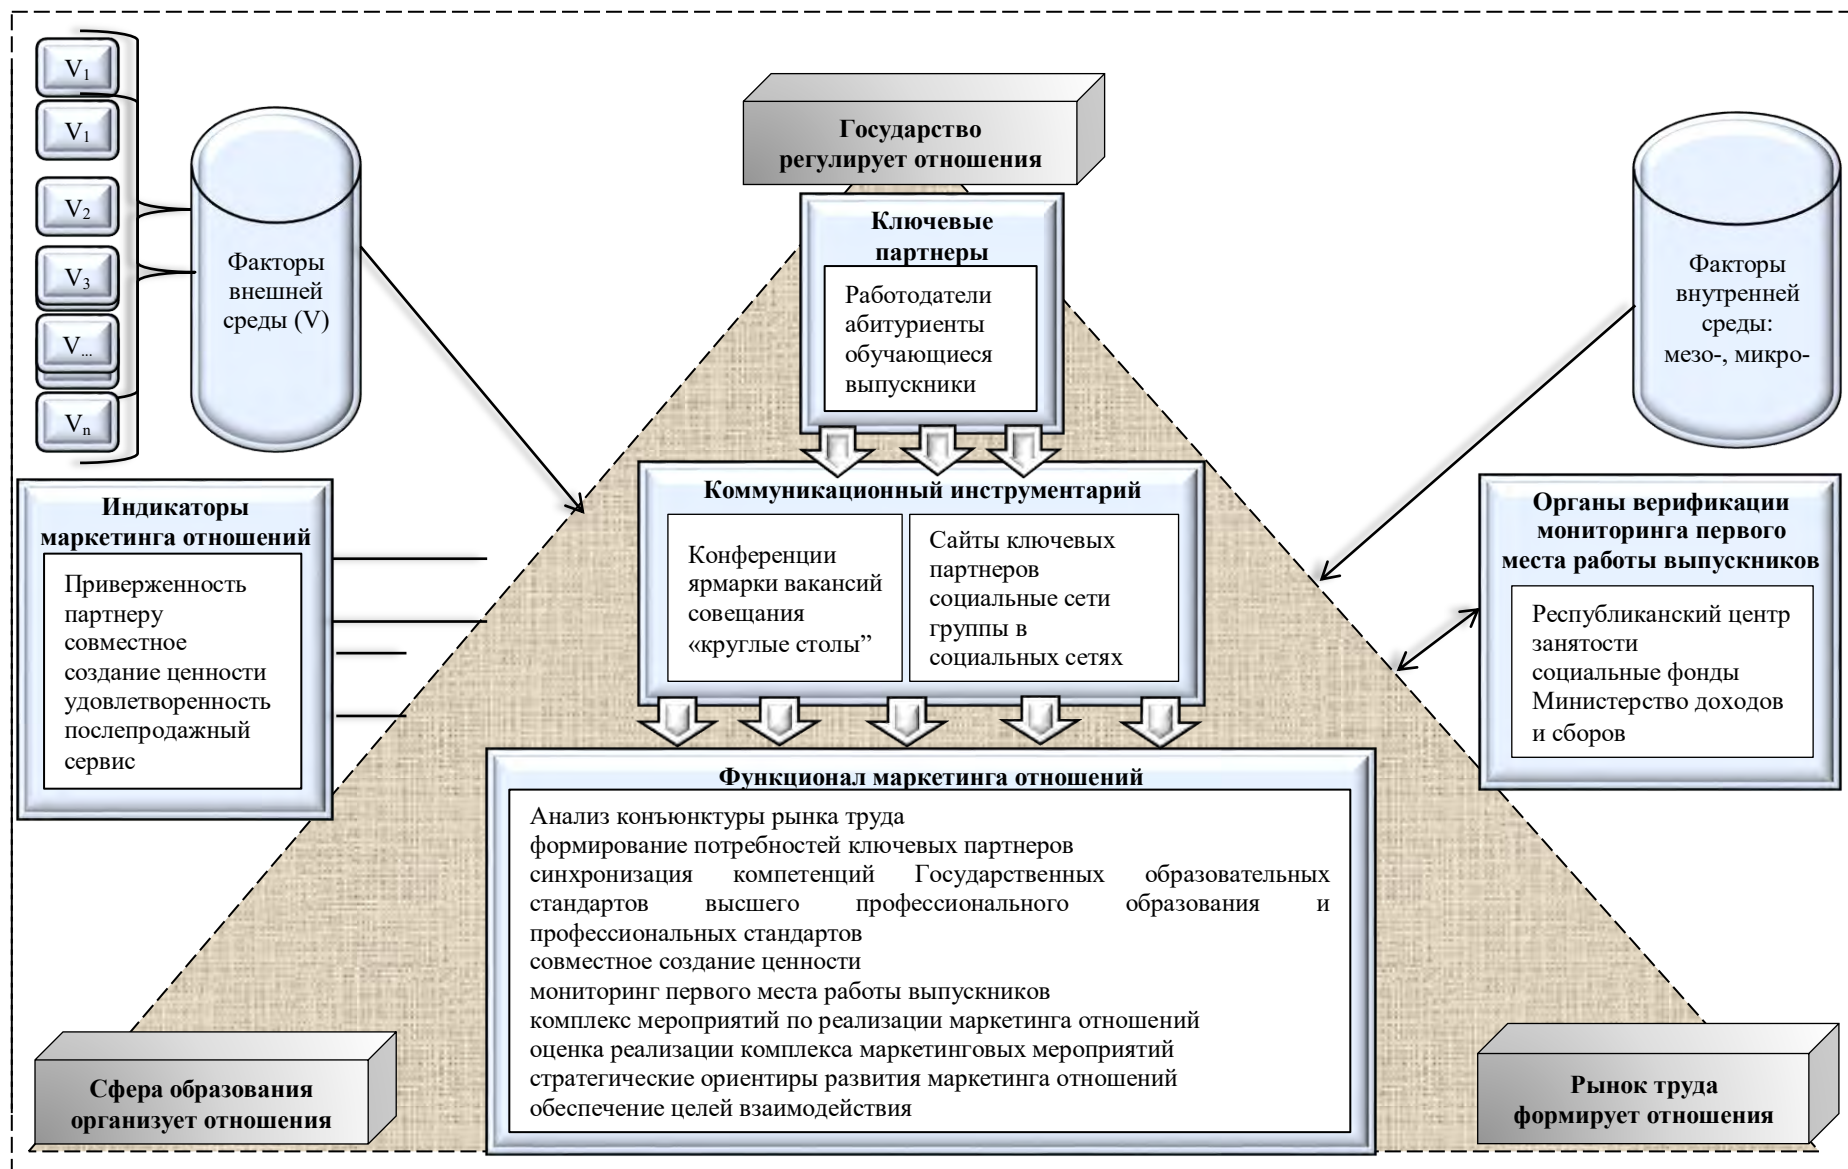 V1
V1
V2
V3
V...
Vn
Факторы
внешней
среды (V)
Государство
регулирует отношения
Ключевые
партнеры
Работодатели
абитуриенты
обучающиеся
выпускники
Факторы
внутренней
среды:
мезо-, микро-
Индикаторы
маркетинга отношений
Приверженность
партнеру
совместное
создание ценности
удовлетворенность
послепродажный
сервис
Коммуникационный инструментарий
Конференции
ярмарки вакансий
совещания
«круглые столы”
Сайты ключевых
партнеров
социальные сети
группы в
социальных сетях
Органы верификации
мониторинга первого
места работы выпускников
Республиканский центр
занятости
социальные фонды
Министерство доходов
и сборов
Функционал маркетинга отношений
Анализ конъюнктуры рынка труда
формирование потребностей ключевых партнеров
синхронизация компетенций Государственных образовательных
стандартов высшего профессионального образования и
профессиональных стандартов
совместное создание ценности
мониторинг первого места работы выпускников
комплекс мероприятий по реализации маркетинга отношений
оценка реализации комплекса маркетинговых мероприятий
стратегические ориентиры развития маркетинга отношений
обеспечение целей взаимодействия
Сфера образования
организует отношения
Рынок труда
формирует отношения